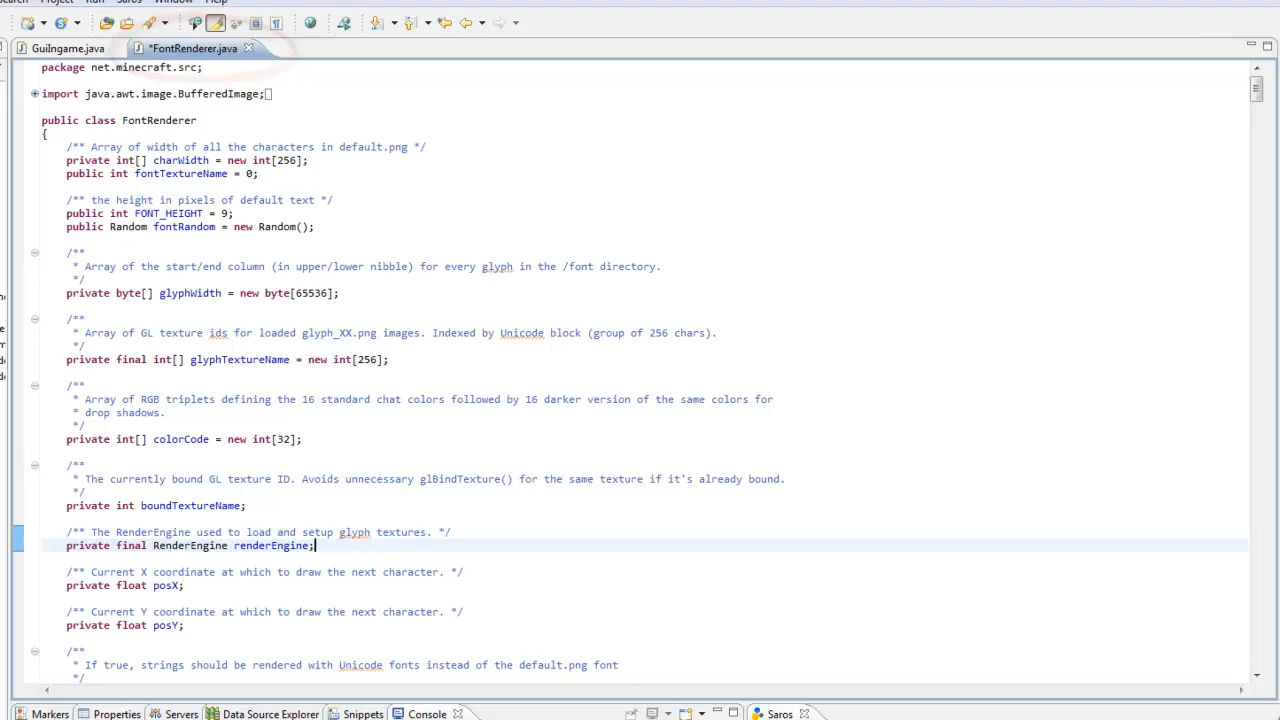 Search Project Run Saros Window Help
GuiIngame.java *FontRenderer.java
package net.minecraft.src;
import java.awt.image.BufferedImage;
public class FontRenderer
{
/** Array of width of all the characters in default.png */
private int[] charWidth = new int[256];
public int fontTextureName = 0;
/** the height in pixels of default text */
public int FONT_HEIGHT = 9;
public Random fontRandom = new Random();
/**
* Array of the start/end column (in upper/lower nibble) for every glyph in the /font directory.
*/
private byte[] glyphWidth = new byte[65536];
/**
* Array of GL texture ids for loaded glyph_XX.png images. Indexed by Unicode block (group of 256 chars).
*/
private final int[] glyphTextureName = new int[256];
/**
* Array of RGB triplets defining the 16 standard chat colors followed by 16 darker version of the same colors for
* drop shadows.
*/
private int[] colorCode = new int[32];
/**
* The currently bound GL texture ID. Avoids unnecessary glBindTexture() for the same texture if it's already bound.
*/
private int boundTextureName;
/** The RenderEngine used to load and setup glyph textures. */
private final RenderEngine renderEngine;
/** Current X coordinate at which to draw the next character. */
private float posX;
/** Current Y coordinate at which to draw the next character. */
private float posY;
/**
* If true, strings should be rendered with Unicode fonts instead of the default.png font
*/
Markers Properties Servers Data Source Explorer Snippets Console Saros